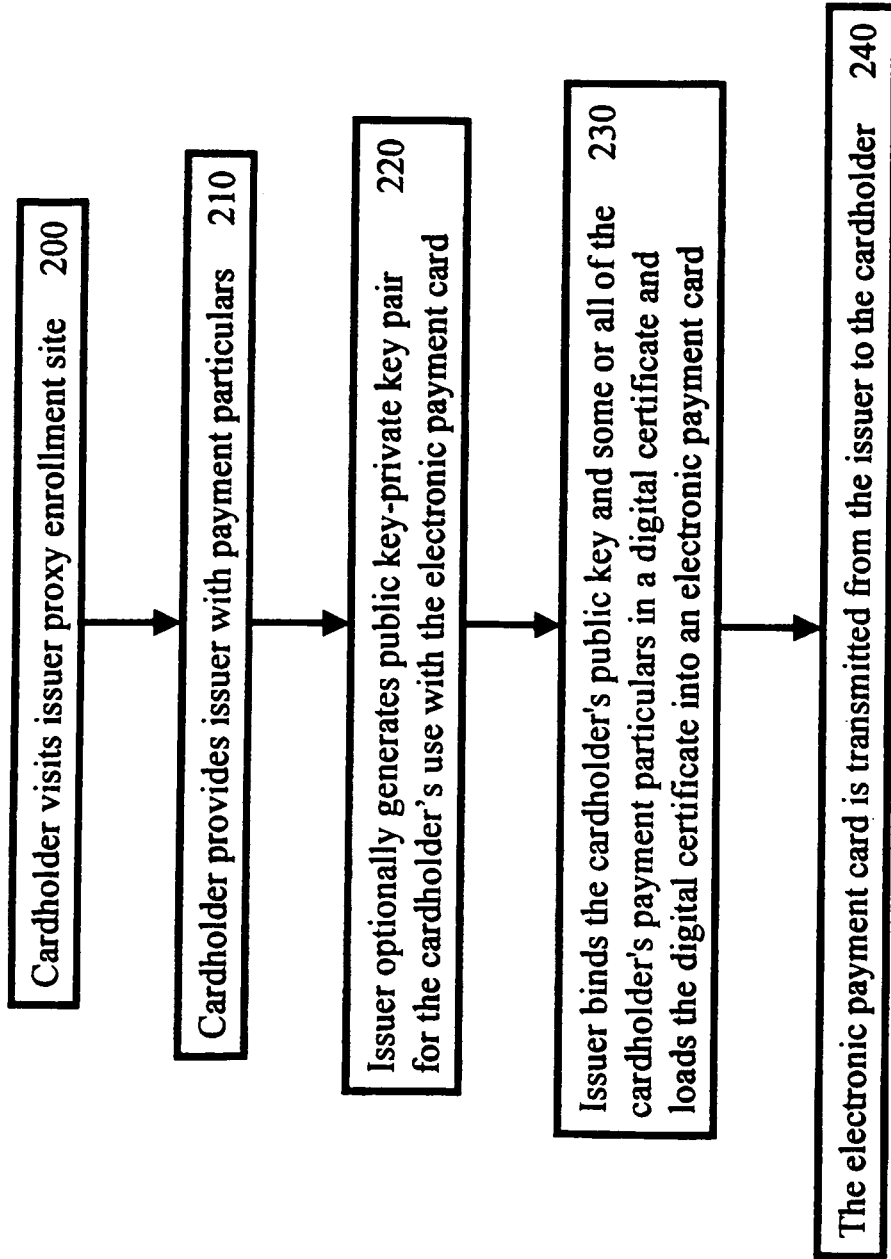 Cardholder visits issuer proxy enrollment site 200
Cardholder provides issuer with payment particulars 210
Issuer optionally generates public key-private key pair 220
for the cardholder's use with the electronic payment card
Issuer binds the cardholder's public key and some or all of the 230
cardholder's payment particulars in a digital certificate and
loads the digital certificate into an electronic payment card
The electronic payment card is transmitted from the issuer to the cardholder 240